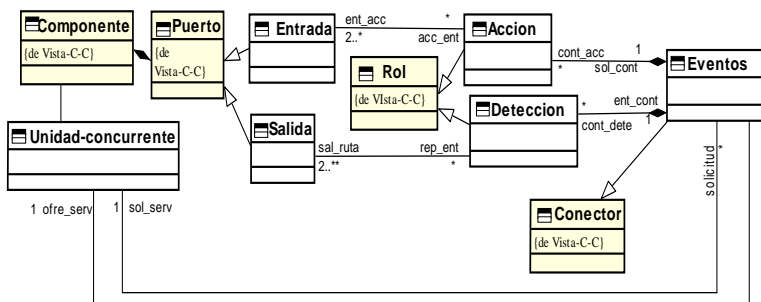 Componente
{de Vista-C-C}
Puerto
{de
Vista-C-C}
Entrada
ent_acc
2..*
*
acc_ent
Accion
cont_acc
*
1
sol_cont
Eventos
Rol
{de VIsta-C-C}
Deteccion
*
cont_dete
ent_cont
1
Unidad-concurrente
Salida
sal_ruta
2..**
rep_ent
*
Conector
{de Vista-C-C}
solicitud
*
1 ofre_serv
1 sol_serv